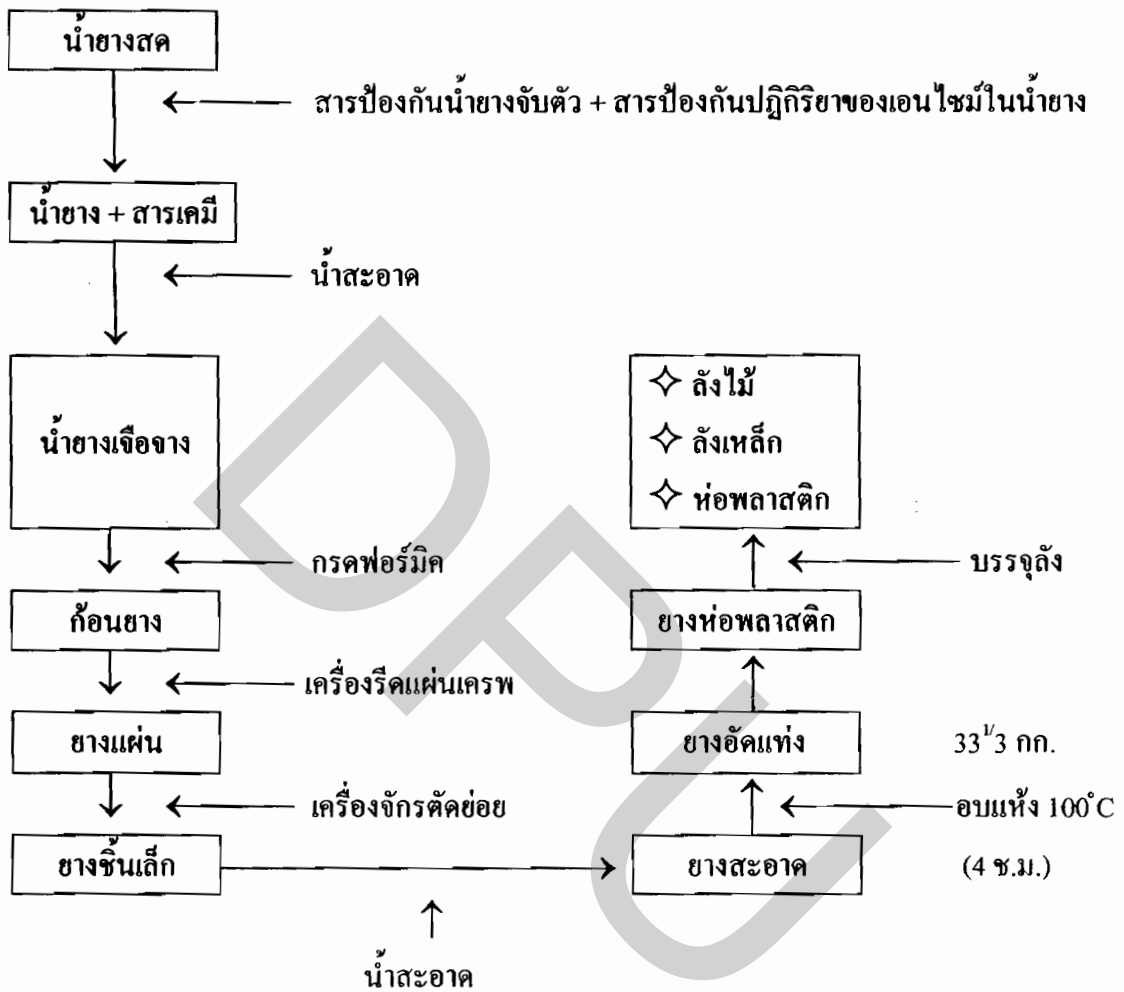 น้ำยางสด
สารป้องกันน้ำยางจับตัว + สารป้องกันปฏิกิริยาของเอนไซม์ในน้ำยาง
น้ำยาง + สารเคมี
น้ำสะอาด
น้ำยางเจือจาง
กรดฟอร์มิค
ก้อนยาง
เครื่องรีดแผ่นเครพ
ยางแผ่น
เครื่องจักรตัดย่อย
ยางชิ้นเล็ก
น้ำสะอาด
ยางสะอาด
อบแห้ง 100°C
(4 ช.ม.)
ยางอัดแท่ง
33 1/3 กก.
ยางห่อพลาสติก
บรรจุลัง
ลังไม้
ลังเหล็ก
ห่อพลาสติก
DPU